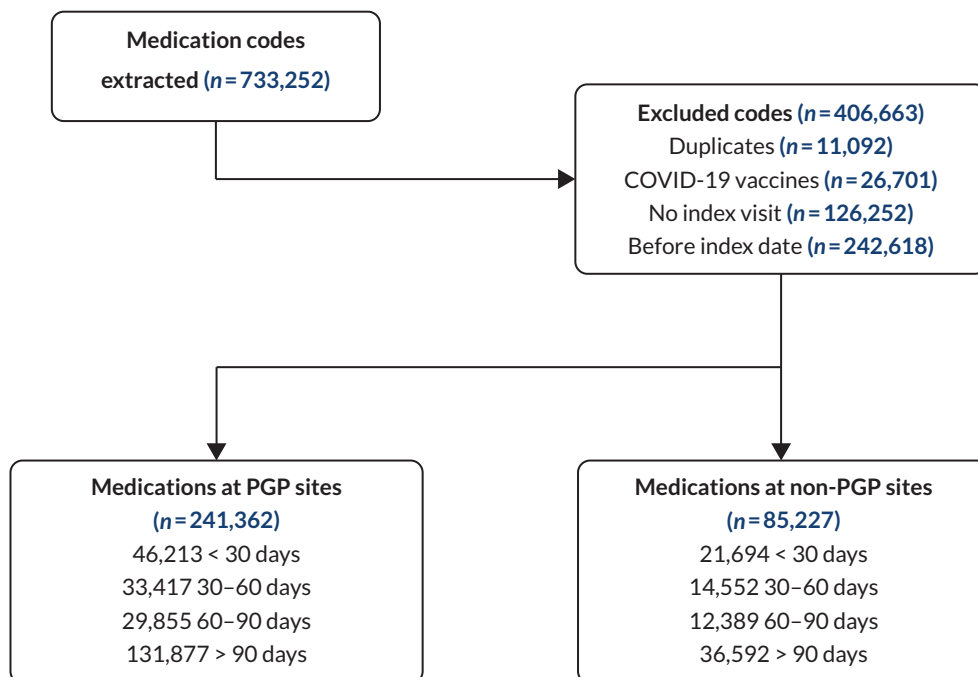 Medication codes
extracted (n=733,252)
Excluded codes (n=406,663)
Duplicates (n=11,092)
COVID-19 vaccines (n=26,701)
No index visit (n=126,252)
Before index date (n=242,618)
Medications at PGP sites
(n=241,362)
46,213 < 30 days
33,417 30–60 days
29,855 60–90 days
131,877 > 90 days
Medications at non-PGP sites
(n=85,227)
21,694 < 30 days
14,552 30–60 days
12,389 60–90 days
36,592 > 90 days